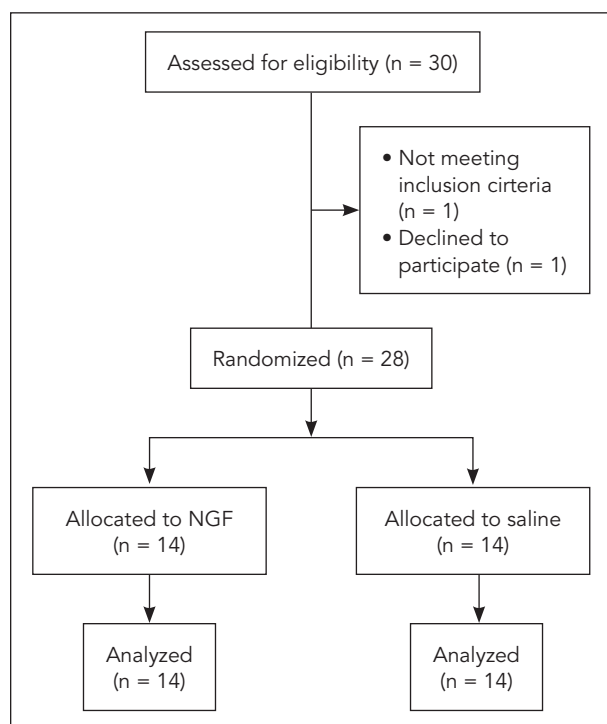 Assessed for eligibility (n = 30)
• Not meeting
inclusion cirteria
(n = 1)
• Declined to
participate (n = 1)
Randomized (n = 28)
Allocated to NGF
(n = 14)
Allocated to saline
(n = 14)
Analyzed
(n = 14)
Analyzed
(n = 14)